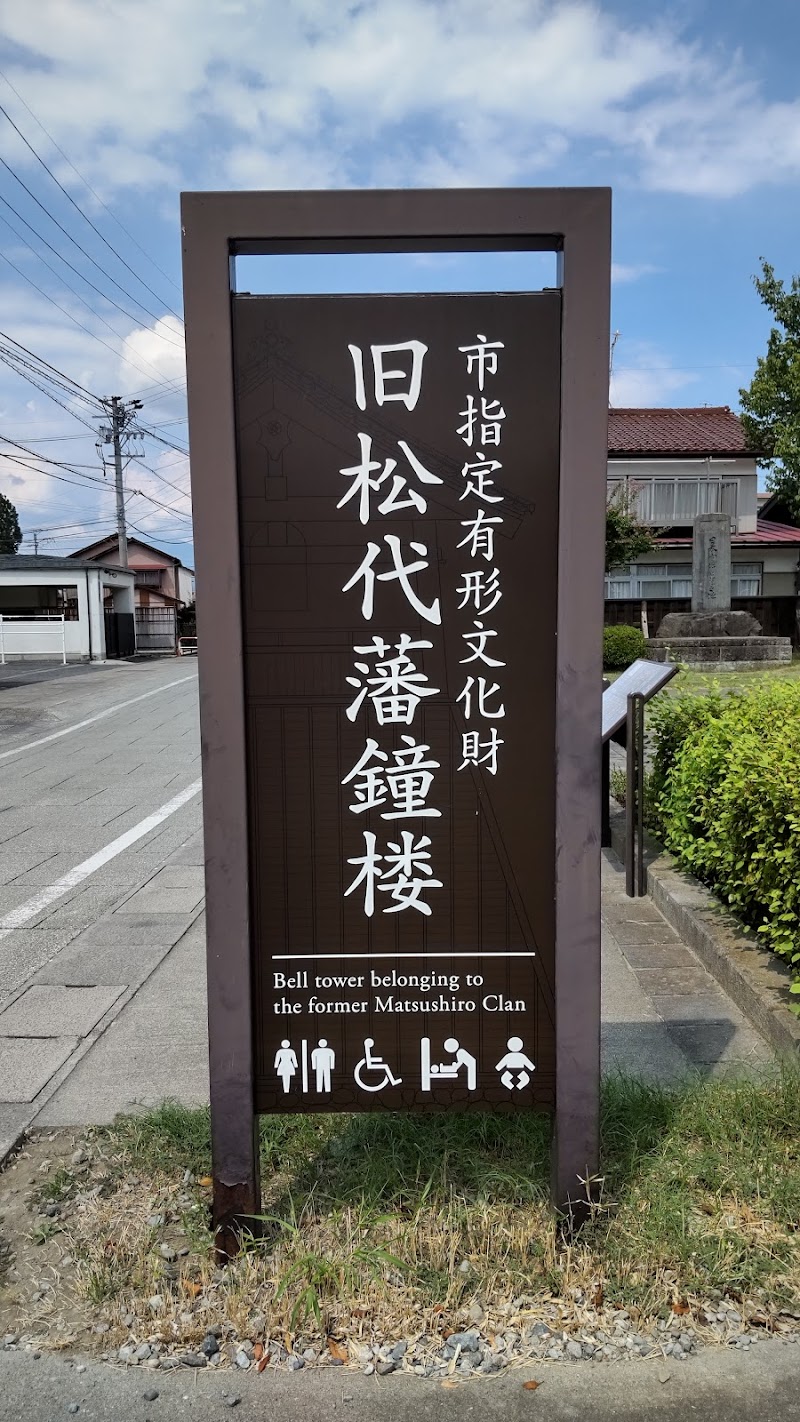 市指定有形文化財
旧松代藩鐘楼
Bell tower belonging to
the former Matsushiro Clan